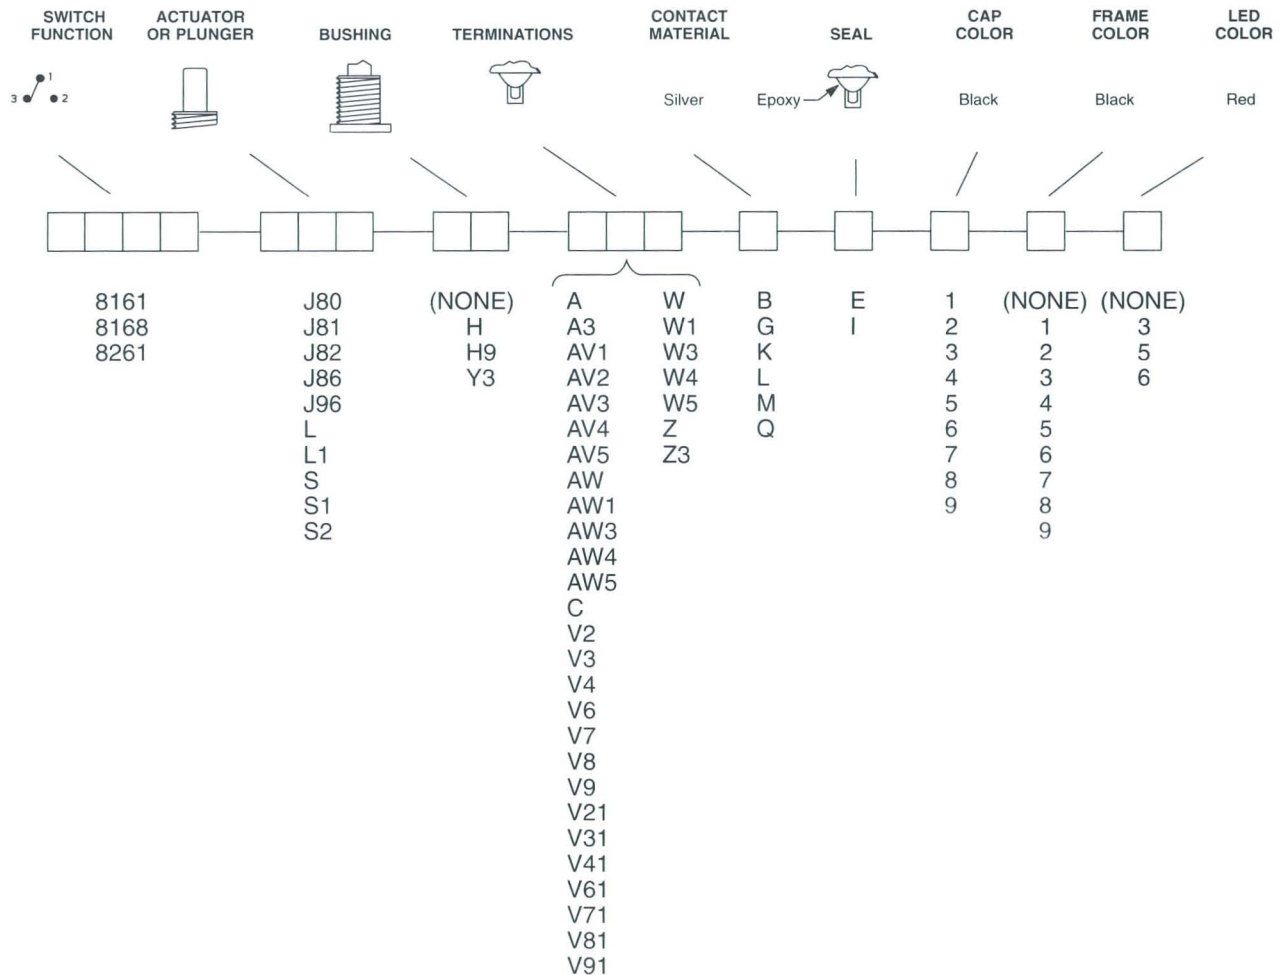 SWITCH FUNCTION
ACTUATOR OR PLUNGER
BUSHING
TERMINATIONS
CONTACT MATERIAL
SEAL
CAP COLOR
FRAME COLOR
LED COLOR
1
3 2
Silver
Epoxy
Black
Black
Red
8161
8168
8261
J80
J81
J82
J86
J96
L
L1
S
S1
S2
(NONE)
H
H9
Y3
A
A3
AV1
AV2
AV3
AV4
AV5
AW
AW1
AW3
AW4
AW5
C
V2
V3
V4
V6
V7
V8
V9
V21
V31
V41
V61
V71
V81
V91
W
W1
W3
W4
W5
Z
Z3
B
G
K
L
M
Q
E
I
1
2
3
4
5
6
7
8
9
(NONE)
1
2
3
4
5
6
7
8
9
(NONE)
3
5
6